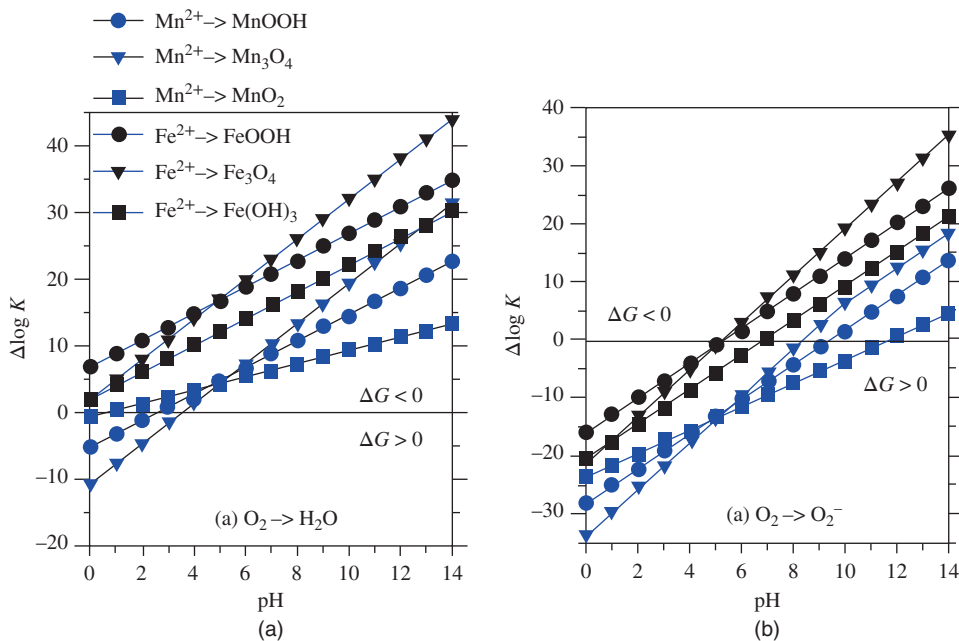 (a)
Mn²⁺–> MnOOH
Mn²⁺–> Mn₃O₄
Mn²⁺–> MnO₂
Fe²⁺–> FeOOH
Fe²⁺–> Fe₃O₄
Fe²⁺–> Fe(OH)₃
40
30
20
10
0
–10
–20
Δlog K
ΔG < 0
ΔG > 0
(a) O₂ –> H₂O
0 2 4 6 8 10 12 14
pH
(a)
(b)
40
30
20
10
0
–10
–20
–30
Δlog K
ΔG < 0
ΔG > 0
(a) O₂ –> O₂⁻
0 2 4 6 8 10 12 14
pH
(b)